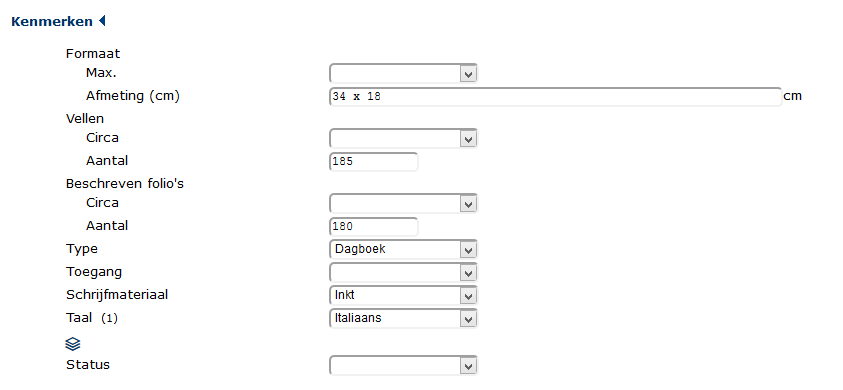 Kenmerken
Formaat
Max.
Afmeting (cm) 34 x 18 cm
Vellen
Circa
Aantal 185
Beschreven folio's
Circa
Aantal 180
Type Dagboek
Toegang
Schrijfmateriaal Inkt
Taal (1) Italiaans
Status